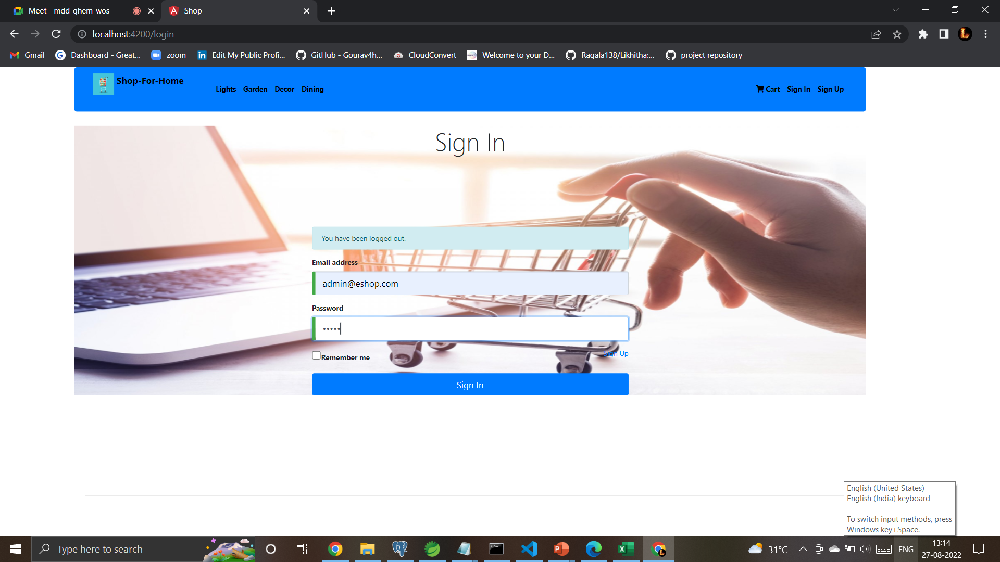 Meet - mdd-qhem-wos
Shop
localhost:4200/login
Gmail
Dashboard - Great...
zoom
Edit My Public Profi...
GitHub - Gourav4h...
CloudConvert
Welcome to your D...
Ragala138/Likhitha:...
project repository
Shop-For-Home
Lights Garden Decor Dining
Cart Sign In Sign Up
Sign In
You have been logged out.
Email address
admin@eshop.com
Password
•••••
Remember me
Sign Up
Sign In
English (United States)
English (India) keyboard
To switch input methods, press
Windows key+Space.
Type here to search
31°C
ENG
13:14
27-08-2022